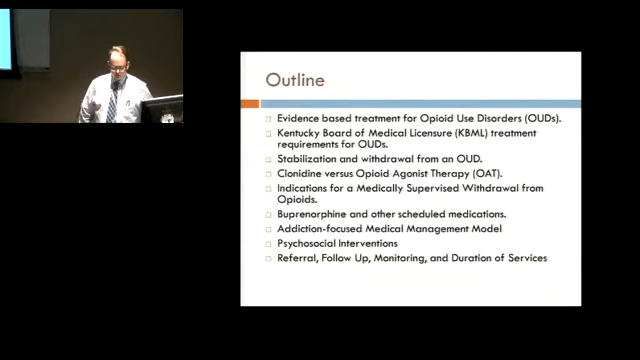 Outline
Evidence based treatment for Opioid Use Disorders (OUDs).
Kentucky Board of Medical Licensure (KBML) treatment
requirements for OUDs.
Stabilization and withdrawal from an OUD.
Clonidine versus Opioid Agonist Therapy (OAT).
Indications for a Medically Supervised Withdrawal from
Opioids.
Buprenorphine and other scheduled medications.
Addiction-focused Medical Management Model
Psychosocial Interventions
Referral, Follow Up, Monitoring, and Duration of Services